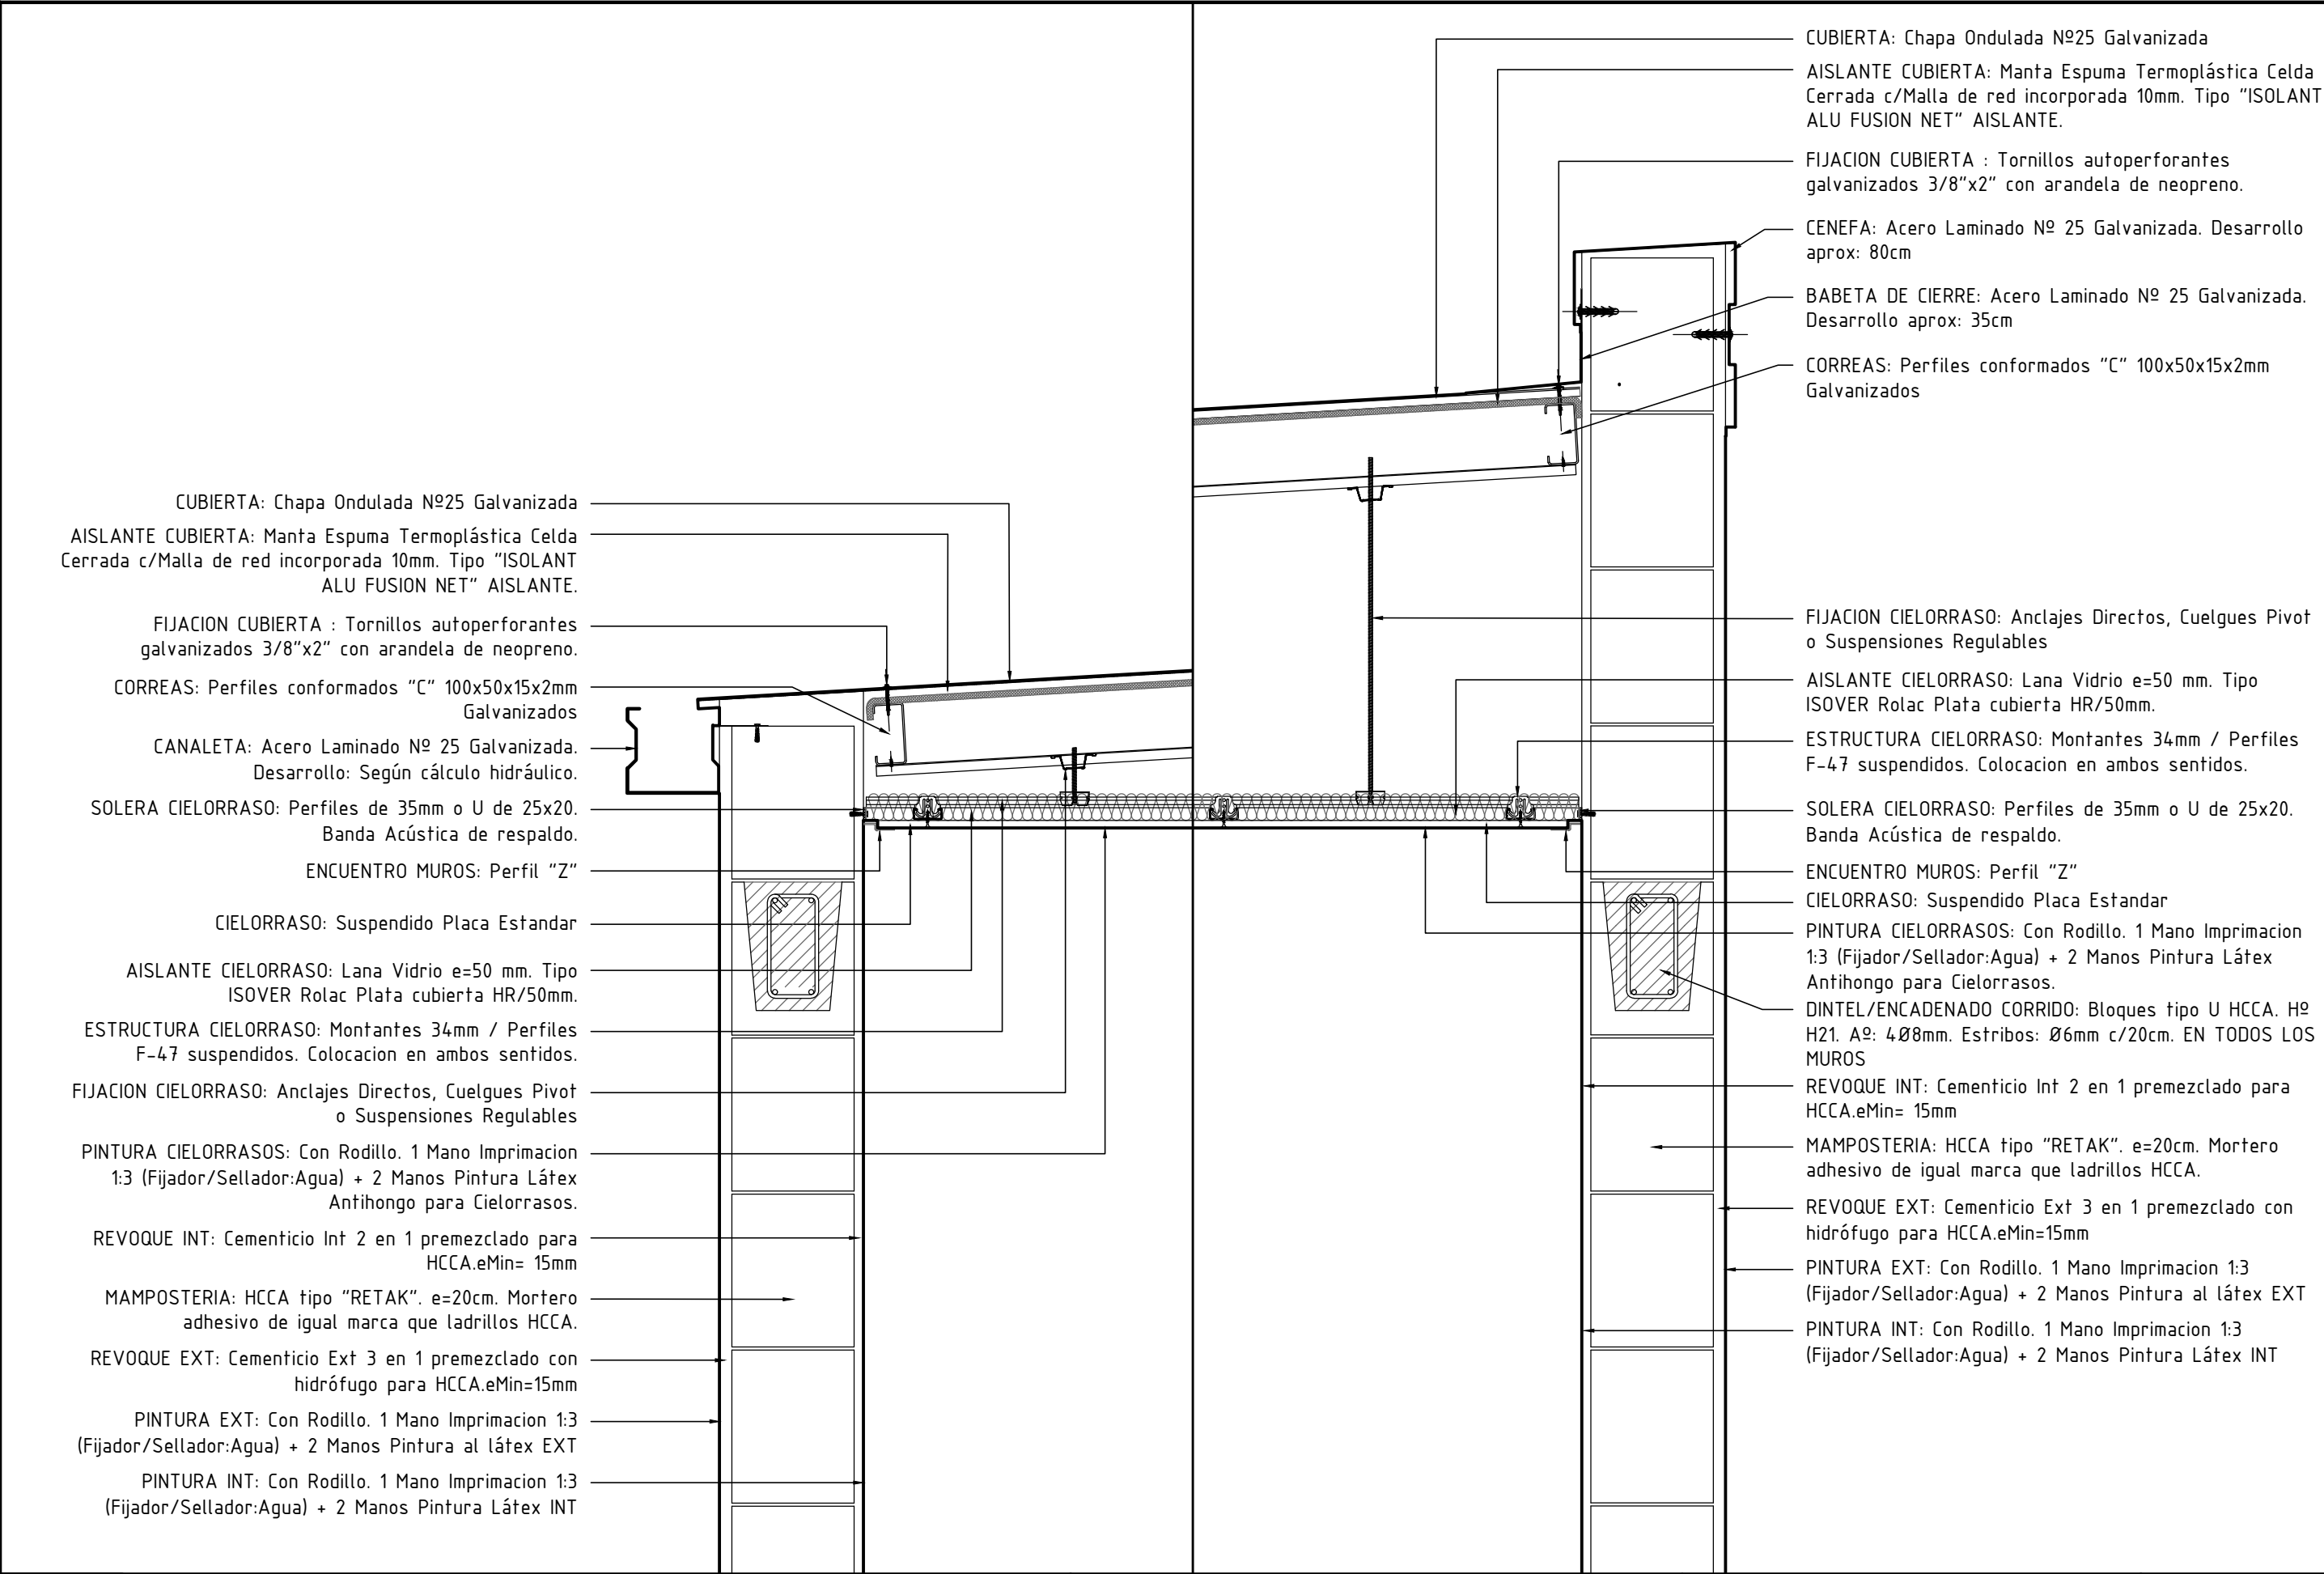 CUBIERTA: Chapa Ondulada Nº25 Galvanizada
AISLANTE CUBIERTA: Manta Espuma Termoplástica Celda
Cerrada c/Malla de red incorporada 10mm. Tipo "ISOLANT
ALU FUSION NET" AISLANTE.
FIJACION CUBIERTA : Tornillos autoperforantes
galvanizados 3/8"x2" con arandela de neopreno.
CORREAS: Perfiles conformados "C" 100x50x15x2mm
Galvanizados
CANALETA: Acero Laminado Nº 25 Galvanizada.
Desarrollo: Según cálculo hidráulico.
SOLERA CIELORRASO: Perfiles de 35mm o U de 25x20.
Banda Acústica de respaldo.
ENCUENTRO MUROS: Perfil "Z"
CIELORRASO: Suspendido Placa Estandar
AISLANTE CIELORRASO: Lana Vidrio e=50 mm. Tipo
ISOVER Rolac Plata cubierta HR/50mm.
ESTRUCTURA CIELORRASO: Montantes 34mm / Perfiles
F-47 suspendidos. Colocacion en ambos sentidos.
FIJACION CIELORRASO: Anclajes Directos, Cuelgues Pivot
o Suspensiones Regulables
PINTURA CIELORRASOS: Con Rodillo. 1 Mano Imprimacion
1:3 (Fijador/Sellador:Agua) + 2 Manos Pintura Látex
Antihongo para Cielorrasos.
REVOQUE INT: Cementicio Int 2 en 1 premezclado para
HCCA.eMin= 15mm
MAMPOSTERIA: HCCA tipo "RETAK". e=20cm. Mortero
adhesivo de igual marca que ladrillos HCCA.
REVOQUE EXT: Cementicio Ext 3 en 1 premezclado con
hidrófugo para HCCA.eMin=15mm
PINTURA EXT: Con Rodillo. 1 Mano Imprimacion 1:3
(Fijador/Sellador:Agua) + 2 Manos Pintura al látex EXT
PINTURA INT: Con Rodillo. 1 Mano Imprimacion 1:3
(Fijador/Sellador:Agua) + 2 Manos Pintura Látex INT
CUBIERTA: Chapa Ondulada Nº25 Galvanizada
AISLANTE CUBIERTA: Manta Espuma Termoplástica Celda
Cerrada c/Malla de red incorporada 10mm. Tipo "ISOLANT
ALU FUSION NET" AISLANTE.
FIJACION CUBIERTA : Tornillos autoperforantes
galvanizados 3/8"x2" con arandela de neopreno.
CENEFA: Acero Laminado Nº 25 Galvanizada. Desarrollo
aprox: 80cm
BABETA DE CIERRE: Acero Laminado Nº 25 Galvanizada.
Desarrollo aprox: 35cm
CORREAS: Perfiles conformados "C" 100x50x15x2mm
Galvanizados
FIJACION CIELORRASO: Anclajes Directos, Cuelgues Pivot
o Suspensiones Regulables
AISLANTE CIELORRASO: Lana Vidrio e=50 mm. Tipo
ISOVER Rolac Plata cubierta HR/50mm.
ESTRUCTURA CIELORRASO: Montantes 34mm / Perfiles
F-47 suspendidos. Colocacion en ambos sentidos.
SOLERA CIELORRASO: Perfiles de 35mm o U de 25x20.
Banda Acústica de respaldo.
ENCUENTRO MUROS: Perfil "Z"
CIELORRASO: Suspendido Placa Estandar
PINTURA CIELORRASOS: Con Rodillo. 1 Mano Imprimacion
1:3 (Fijador/Sellador:Agua) + 2 Manos Pintura Látex
Antihongo para Cielorrasos.
DINTEL/ENCADENADO CORRIDO: Bloques tipo U HCCA. Hº
H21. Aº: 4Ø8mm. Estribos: Ø6mm c/20cm. EN TODOS LOS
MUROS
REVOQUE INT: Cementicio Int 2 en 1 premezclado para
HCCA.eMin= 15mm
MAMPOSTERIA: HCCA tipo "RETAK". e=20cm. Mortero
adhesivo de igual marca que ladrillos HCCA.
REVOQUE EXT: Cementicio Ext 3 en 1 premezclado con
hidrófugo para HCCA.eMin=15mm
PINTURA EXT: Con Rodillo. 1 Mano Imprimacion 1:3
(Fijador/Sellador:Agua) + 2 Manos Pintura al látex EXT
PINTURA INT: Con Rodillo. 1 Mano Imprimacion 1:3
(Fijador/Sellador:Agua) + 2 Manos Pintura Látex INT